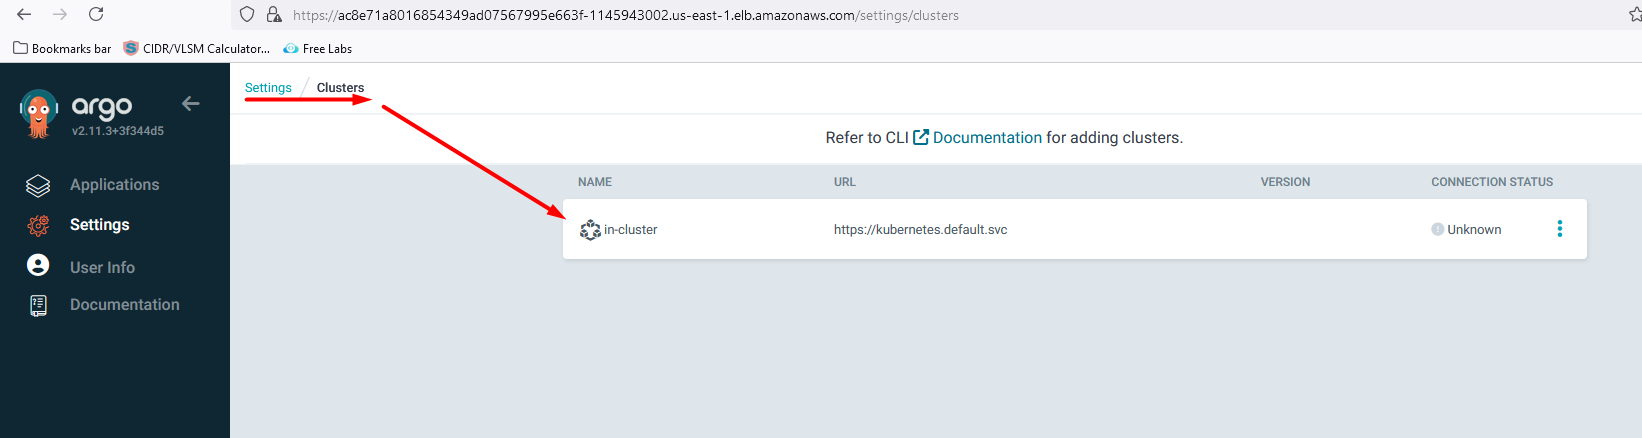 https://ac8e71a8016854349ad07567995e663f-1145943002.us-east-1.elb.amazonaws.com/settings/clusters
Bookmarks bar CIDR/VLSM Calculator... Free Labs
argo
v2.11.3+3f344d5
Applications
Settings
User Info
Documentation
Settings / Clusters
Refer to CLI Documentation for adding clusters.
NAME URL VERSION CONNECTION STATUS
in-cluster https://kubernetes.default.svc Unknown